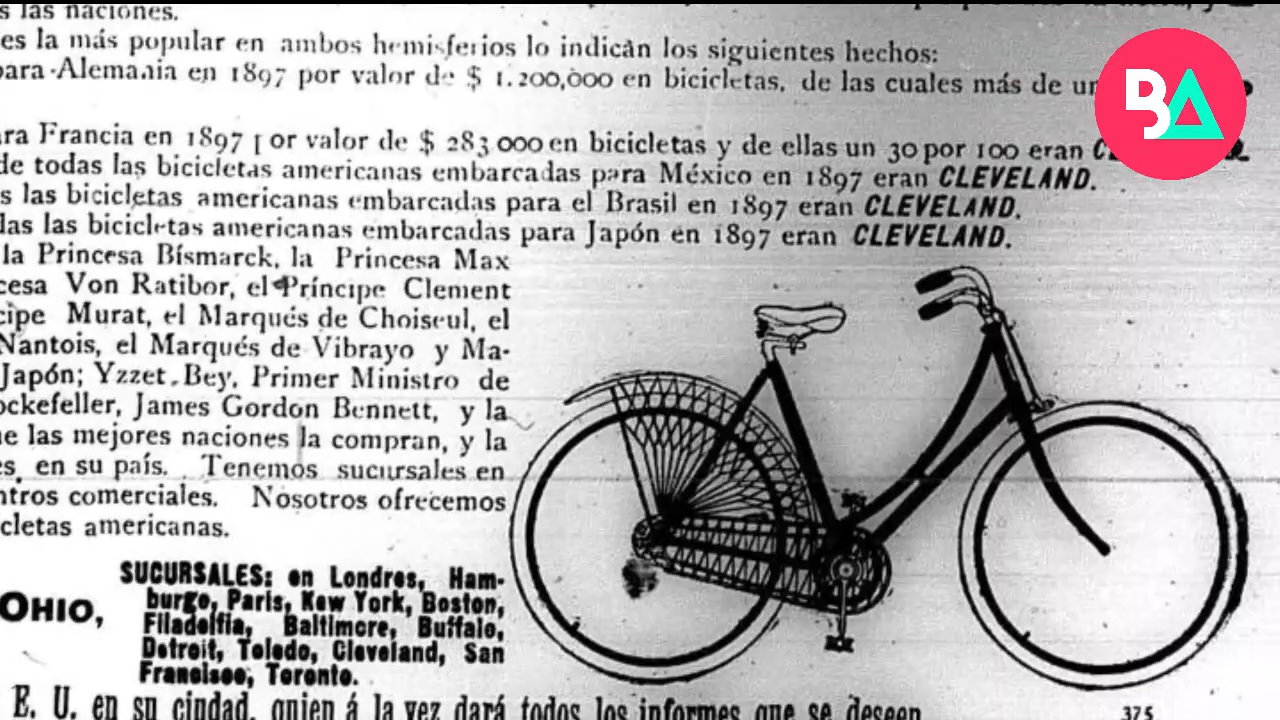 s las naciones.
es la más popular en ambos hemisferios lo indican los siguientes hechos:
para Alemania en 1897 por valor de $ 1.200,000 en bicicletas, de las cuales más de un
BA
ara Francia en 1897 por valor de $ 283.000 en bicicletas y de ellas un 30 por 100 eran
de todas las bicicletas americanas embarcadas para México en 1897 eran CLEVELAND.
s las bicicletas americanas embarcadas para el Brasil en 1897 eran CLEVELAND.
das las bicicletas americanas embarcadas para Japón en 1897 eran CLEVELAND.
la Princesa Bismarck, la Princesa Max
cesa Von Ratibor, el Príncipe Clement
cipe Murat, el Marqués de Choiseul, el
Nantois, el Marqués de Vibrayo y Ma-
Japón; Yzzet Bey, Primer Ministro de
ockefeller, James Gordon Bennett, y la
e las mejores naciones la compran, y la
es en su país. Tenemos sucursales en
ntros comerciales. Nosotros ofrecemos
cicletas americanas.
SUCURSALES: en Londres, Ham-
burgo, Paris, New York, Boston,
OHIO, Filadelfia, Baltimore, Buffalo,
Detroit, Toledo, Cleveland, San
Francisco, Toronto.
E. U. en su ciudad, quien á la vez dará todos los informes que se deseen
375